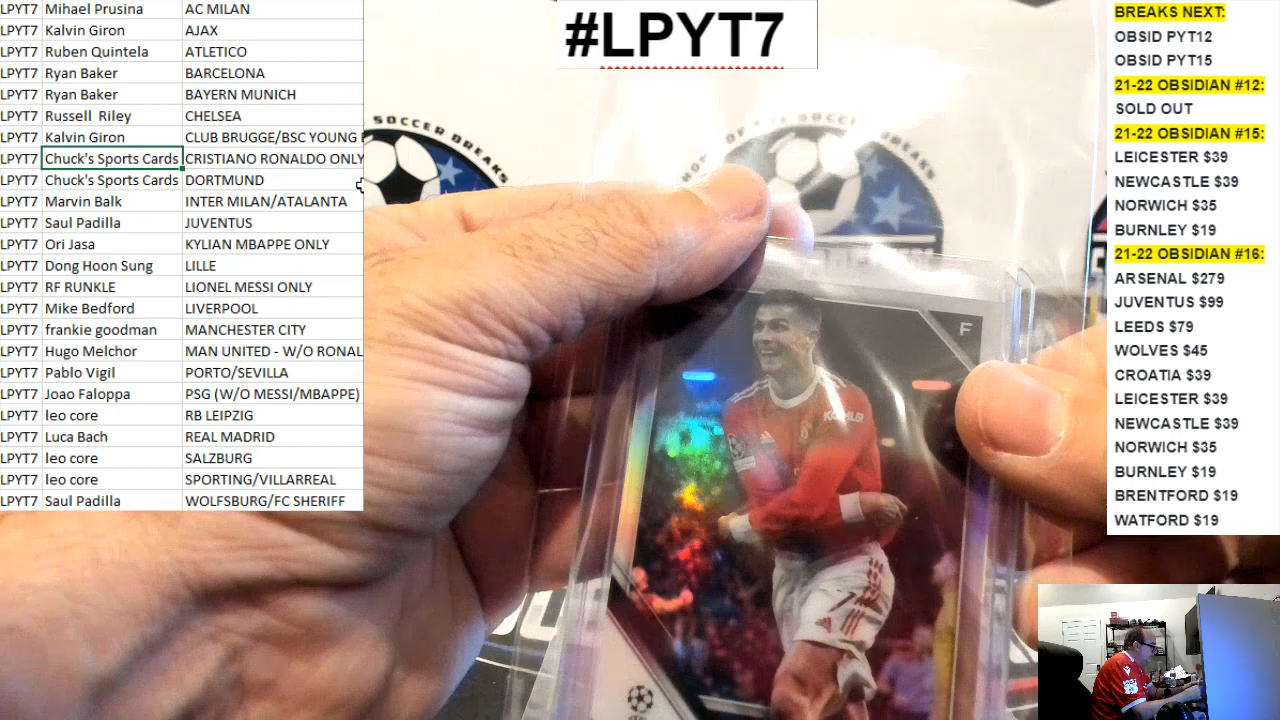 LPYT7 Mihael Prusina AC MILAN
LPYT7 Kalvin Giron AJAX
LPYT7 Ruben Quintela ATLETICO
LPYT7 Ryan Baker BARCELONA
LPYT7 Ryan Baker BAYERN MUNICH
LPYT7 Russell Riley CHELSEA
LPYT7 Kalvin Giron CLUB BRUGGE/BSC YOUNG
LPYT7 Chuck's Sports Cards CRISTIANO RONALDO ONLY
LPYT7 Chuck's Sports Cards DORTMUND
LPYT7 Marvin Balk INTER MILAN/ATALANTA
LPYT7 Saul Padilla JUVENTUS
LPYT7 Ori Jasa KYLIAN MBAPPE ONLY
LPYT7 Dong Hoon Sung LILLE
LPYT7 RF RUNKLE LIONEL MESSI ONLY
LPYT7 Mike Bedford LIVERPOOL
LPYT7 frankie goodman MANCHESTER CITY
LPYT7 Hugo Melchor MAN UNITED - W/O RONAL
LPYT7 Pablo Vigil PORTO/SEVILLA
LPYT7 Joao Faloppa PSG (W/O MESSI/MBAPPE)
LPYT7 leo core RB LEIPZIG
LPYT7 Luca Bach REAL MADRID
LPYT7 leo core SALZBURG
LPYT7 leo core SPORTING/VILLARREAL
LPYT7 Saul Padilla WOLFSBURG/FC SHERIFF
#LPYT7
SOCCER BREAKS
F
KOHLER
7
BREAKS NEXT:
OBSID PYT12
OBSID PYT15
21-22 OBSIDIAN #12:
SOLD OUT
21-22 OBSIDIAN #15:
LEICESTER $39
NEWCASTLE $39
NORWICH $35
BURNLEY $19
21-22 OBSIDIAN #16:
ARSENAL $279
JUVENTUS $99
LEEDS $79
WOLVES $45
CROATIA $39
LEICESTER $39
NEWCASTLE $39
NORWICH $35
BURNLEY $19
BRENTFORD $19
WATFORD $19